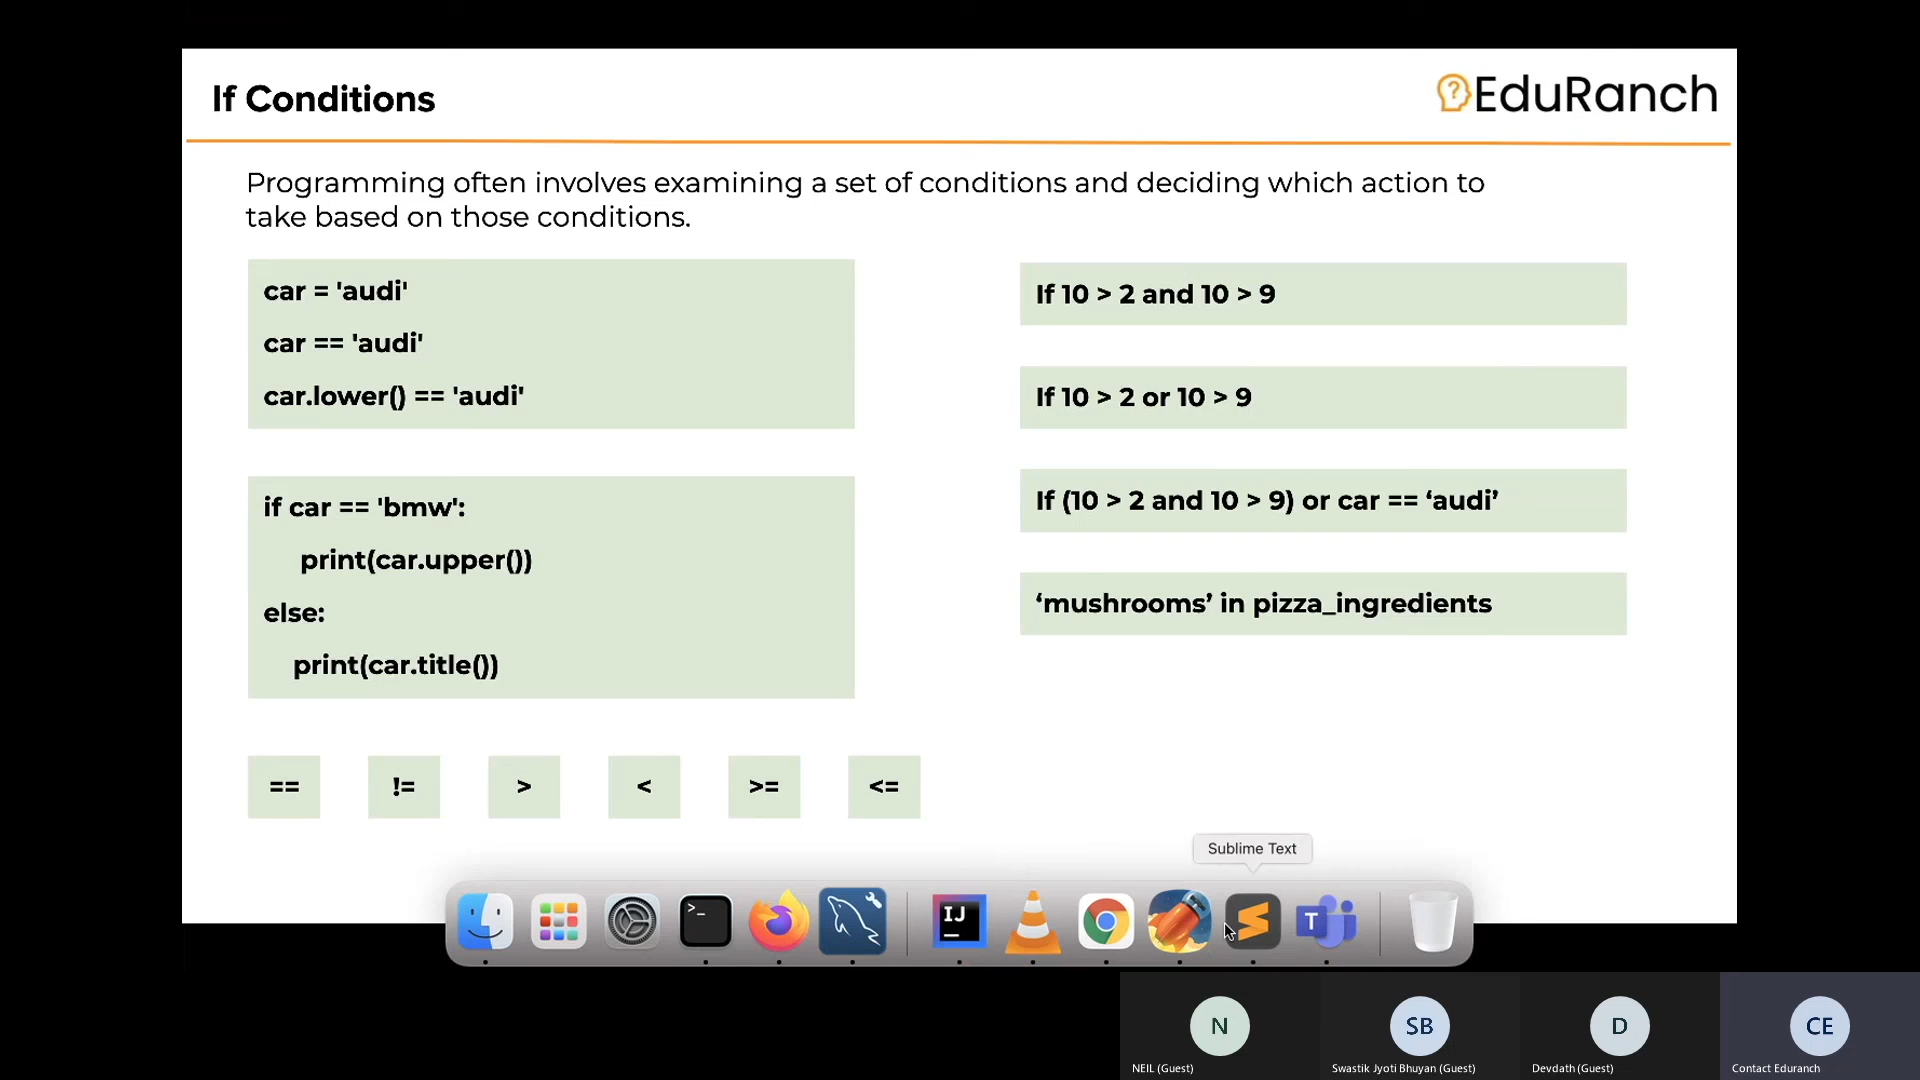 If Conditions
EduRanch
Programming often involves examining a set of conditions and deciding which action to
take based on those conditions.
car = 'audi'
car == 'audi'
car.lower() == 'audi'
if car == 'bmw':
print(car.upper())
else:
print(car.title())
If 10 > 2 and 10 > 9
If 10 > 2 or 10 > 9
If (10 > 2 and 10 > 9) or car == ‘audi’
‘mushrooms’ in pizza_ingredients
== != > < >= <=
Sublime Text
>_
IJ
T
N
SB
D
CE
NEIL (Guest)
Swastik Jyoti Bhuyan (Guest)
Devdath (Guest)
Contact Eduranch